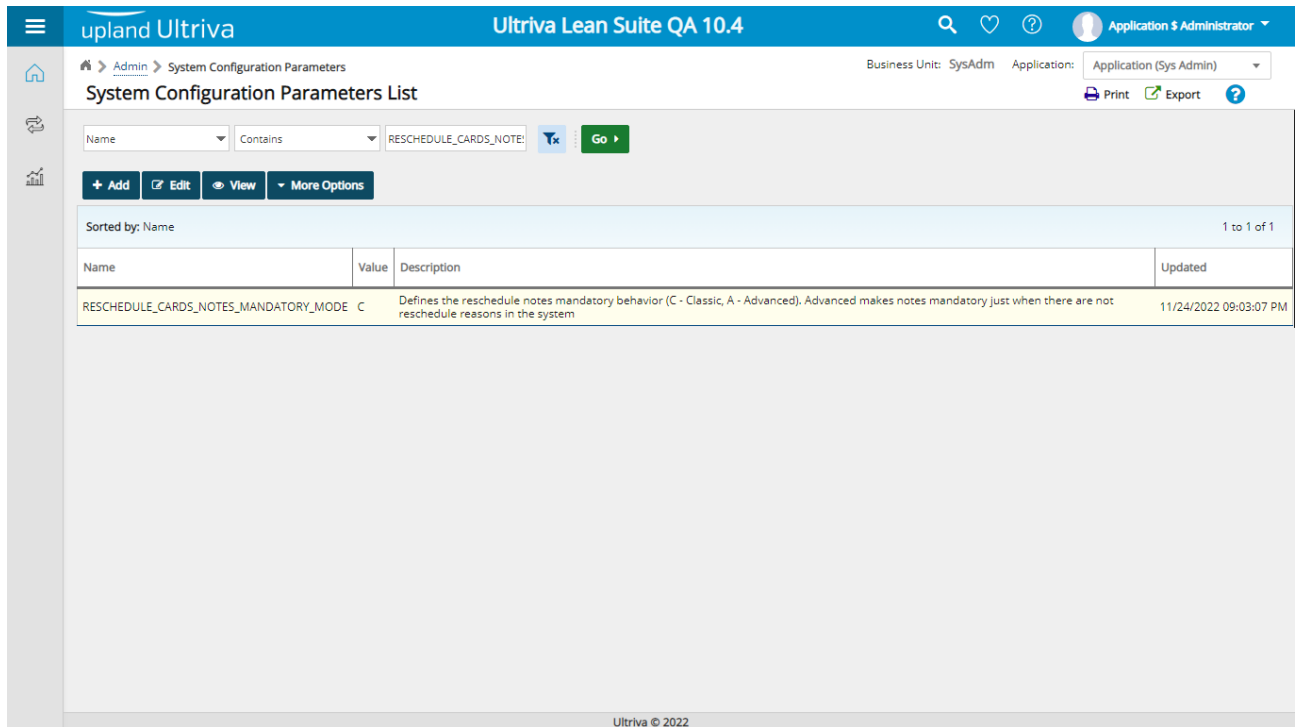 upland Ultriva
Ultriva Lean Suite QA 10.4
Application $ Administrator
Admin System Configuration Parameters
Business Unit: SysAdm Application: Application (Sys Admin)
System Configuration Parameters List
Print Export
Name Contains RESCHEDULE_CARDS_NOTE Go
+ Add Edit View More Options
Sorted by: Name 1 to 1 of 1
Name Value Description Updated
RESCHEDULE_CARDS_NOTES_MANDATORY_MODE C Defines the reschedule notes mandatory behavior (C - Classic, A - Advanced). Advanced makes notes mandatory just when there are not 11/24/2022 09:03:07 PM
reschedule reasons in the system
Ultriva © 2022